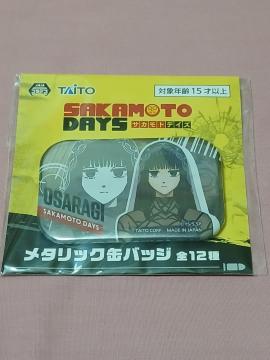 TAITO
対象年齢15才以上
SAKAMOTO
DAYS サカモトデイズ
OSARAGI
SAKAMOTO DAYS
TAITO CORP. MADE IN JAPAN
メタリック缶バッジ 全12種